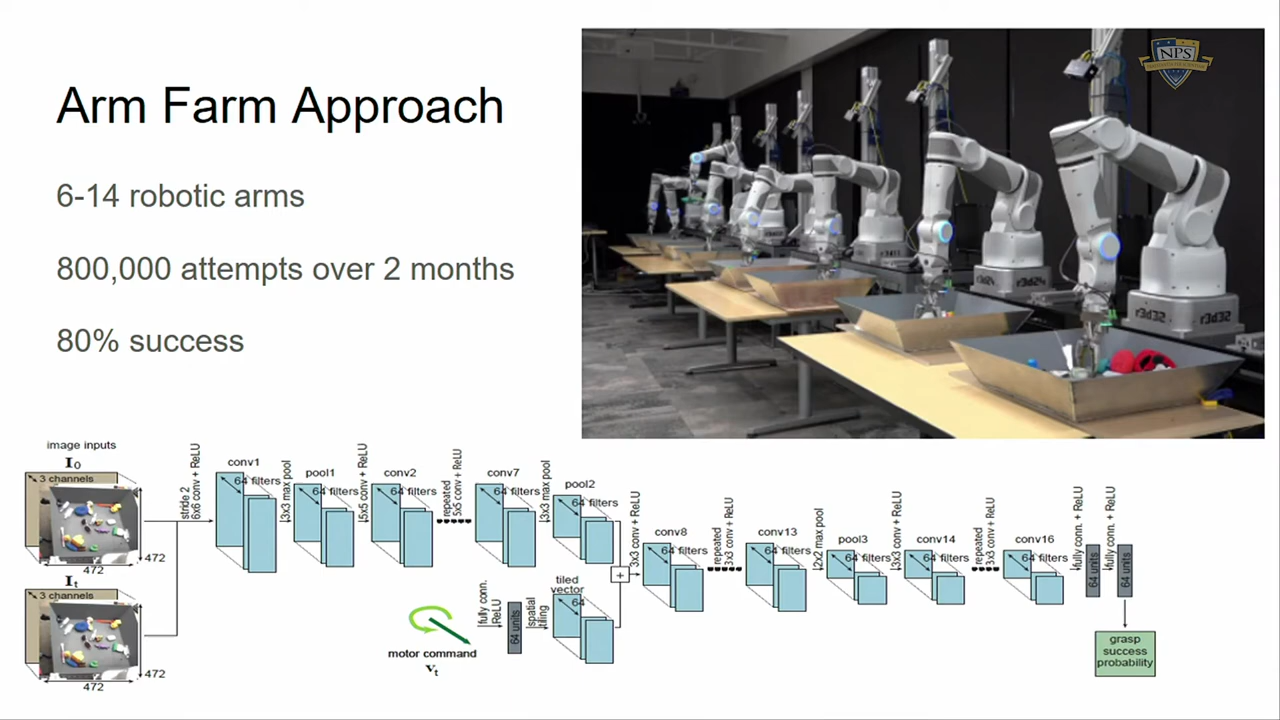 Arm Farm Approach
6-14 robotic arms
800,000 attempts over 2 months
80% success
NPS
r3d32
image inputs
I0
3 channels
472
472
It
3 channels
472
472
stride 2
6x6 conv + ReLU
conv1
64 filters
3x3 max pool
pool1
64 filters
5x5 conv + ReLU
conv2
64 filters
repeated
5x5 conv + ReLU
conv7
64 filters
3x3 max pool
pool2
64 filters
motor command
vt
fully conn.
ReLU
64 units
spatial
tiling
tiled
vector
64
+
3x3 conv + ReLU
conv8
64 filters
repeated
3x3 conv + ReLU
conv13
64 filters
2x2 max pool
pool3
64 filters
3x3 conv + ReLU
conv14
64 filters
repeated
3x3 conv + ReLU
conv16
64 filters
fully conn. + ReLU
64 units
fully conn. + ReLU
64 units
grasp
success
probability